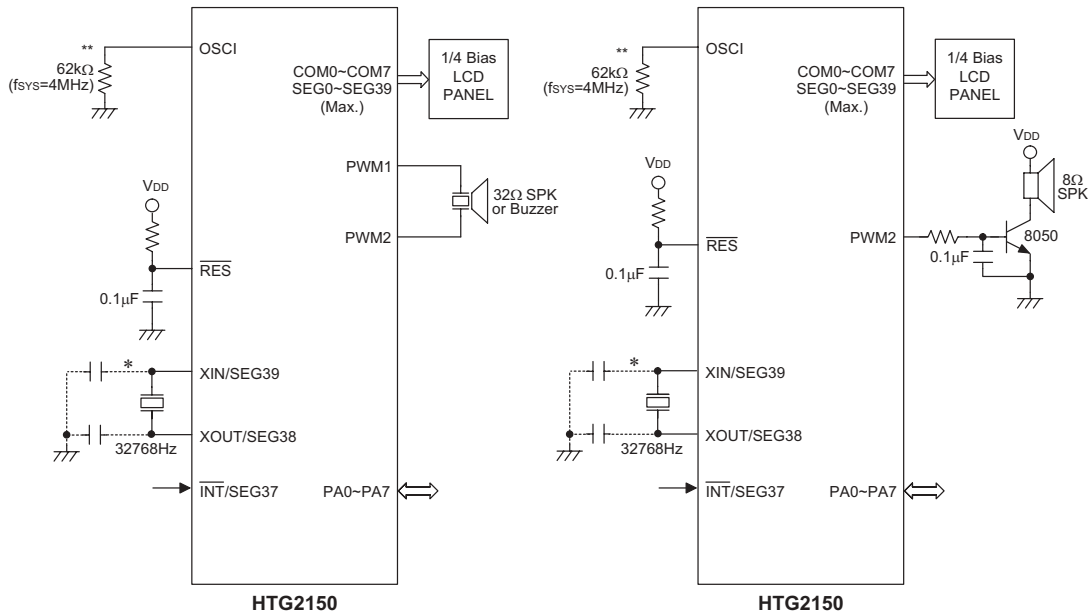 **
OSCI
62kΩ
(fSYS=4MHz)
COM0~COM7
SEG0~SEG39
(Max.)
1/4 Bias
LCD
PANEL
PWM1
32Ω SPK
or Buzzer
PWM2
VDD
RES
0.1μF
*
XIN/SEG39
XOUT/SEG38
32768Hz
INT/SEG37
PA0~PA7
HTG2150
**
OSCI
62kΩ
(fSYS=4MHz)
COM0~COM7
SEG0~SEG39
(Max.)
1/4 Bias
LCD
PANEL
VDD
8Ω
SPK
VDD
PWM2
8050
0.1μF
RES
0.1μF
*
XIN/SEG39
XOUT/SEG38
32768Hz
INT/SEG37
PA0~PA7
HTG2150